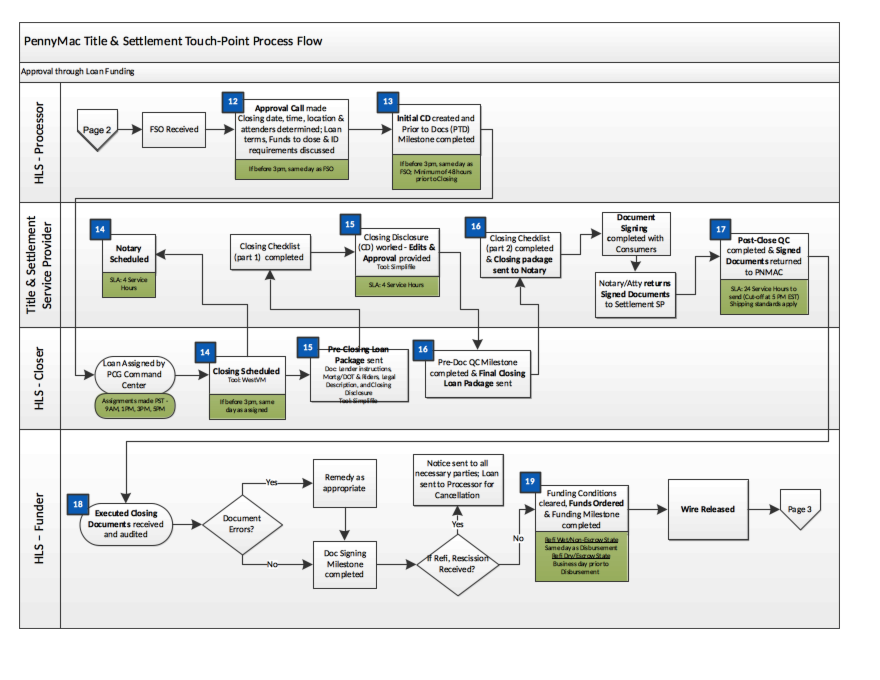 PennyMac Title & Settlement Touch-Point Process Flow
Approval through Loan Funding
HLS - Processor
Page 2
FSO Received
12
Approval Call made
Closing date, time, location &
attenders determined; Loan
terms, Funds to close & ID
requirements discussed
If before 3pm, same day as FSO
13
Initial CD created and
Prior to Docs (PTD)
Milestone completed
If before 3pm, same day as
FSO; Minimum of 48 hours
prior to Closing
Title & Settlement
Service Provider
14
Notary
Scheduled
SLA: 4 Service
Hours
Closing Checklist
(part 1) completed
15
Closing Disclosure
(CD) worked - Edits &
Approval provided
Tool: Simplifile
SLA: 4 Service Hours
16
Closing Checklist
(part 2) completed
& Closing package
sent to Notary
Document
Signing
completed with
Consumers
Notary/Atty returns
Signed Documents
to Settlement SP
17
Post-Close QC
completed & Signed
Documents returned
to PNMAC
SLA: 24 Service Hours to
send (Cut-off at 5 PM EST)
Shipping standards apply
HLS - Closer
Loan Assigned by
PCG Command
Center
Assignments made PST -
9AM, 1PM, 3PM, 5PM
14
Closing Scheduled
Tool: WestVM
If before 3pm, same
day as assigned
15
Pre-Closing Loan
Package sent
Doc: Lender instructions,
Mortg/DOT & Riders, Legal
Description, and Closing
Disclosure
Tool: Simplifile
16
Pre-Doc QC Milestone
completed & Final Closing
Loan Package sent
HLS – Funder
18
Executed Closing
Documents received
and audited
Document
Errors?
Yes
No
Remedy as
appropriate
Doc Signing
Milestone
completed
Notice sent to all
necessary parties; Loan
sent to Processor for
Cancellation
Yes
If Refi, Rescission
Received?
No
19
Funding Conditions
cleared, Funds Ordered
& Funding Milestone
completed
Refi Wet/Non-Escrow State
Same day as Disbursement
Refi Dry/Escrow State
Business day prior to
Disbursement
Wire Released
Page 3